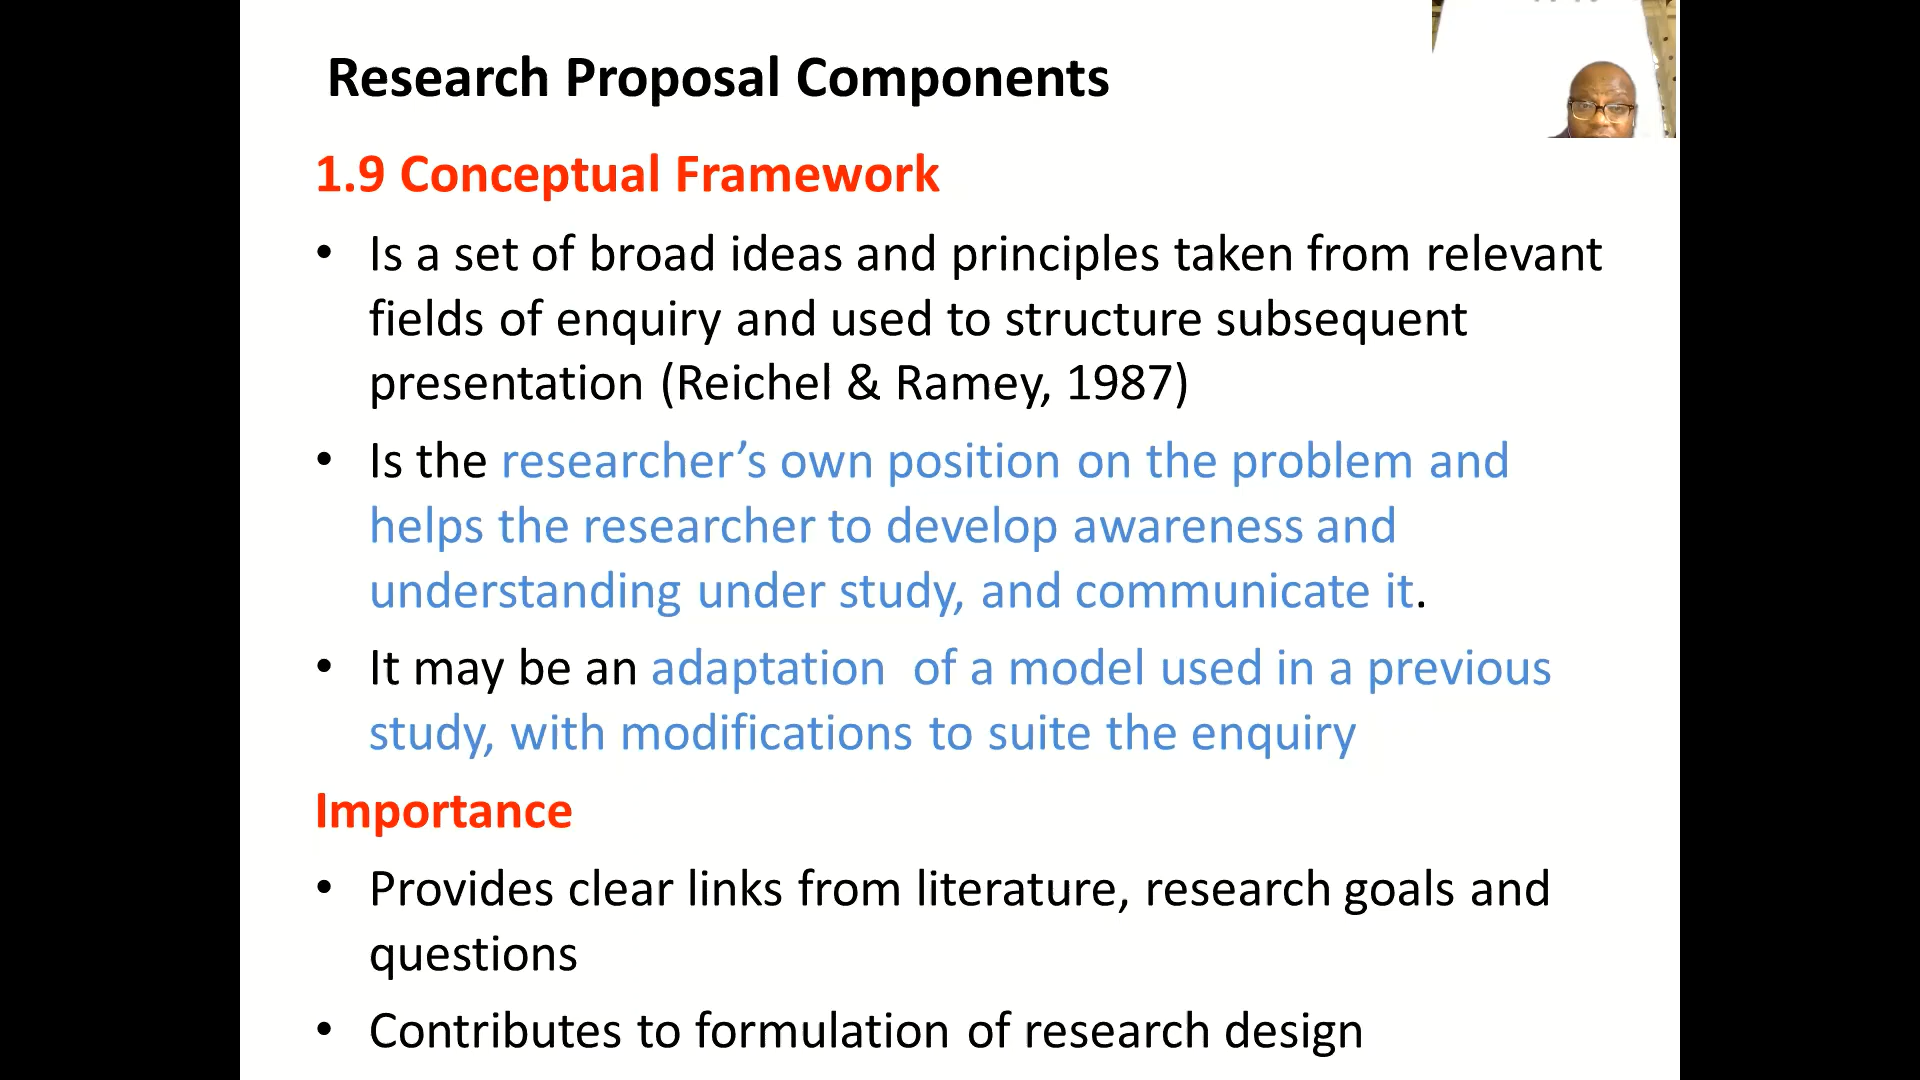 Research Proposal Components
1.9 Conceptual Framework
• Is a set of broad ideas and principles taken from relevant
fields of enquiry and used to structure subsequent
presentation (Reichel & Ramey, 1987)
• Is the researcher’s own position on the problem and
helps the researcher to develop awareness and
understanding under study, and communicate it.
• It may be an adaptation  of a model used in a previous
study, with modifications to suite the enquiry
Importance
• Provides clear links from literature, research goals and
questions
• Contributes to formulation of research design